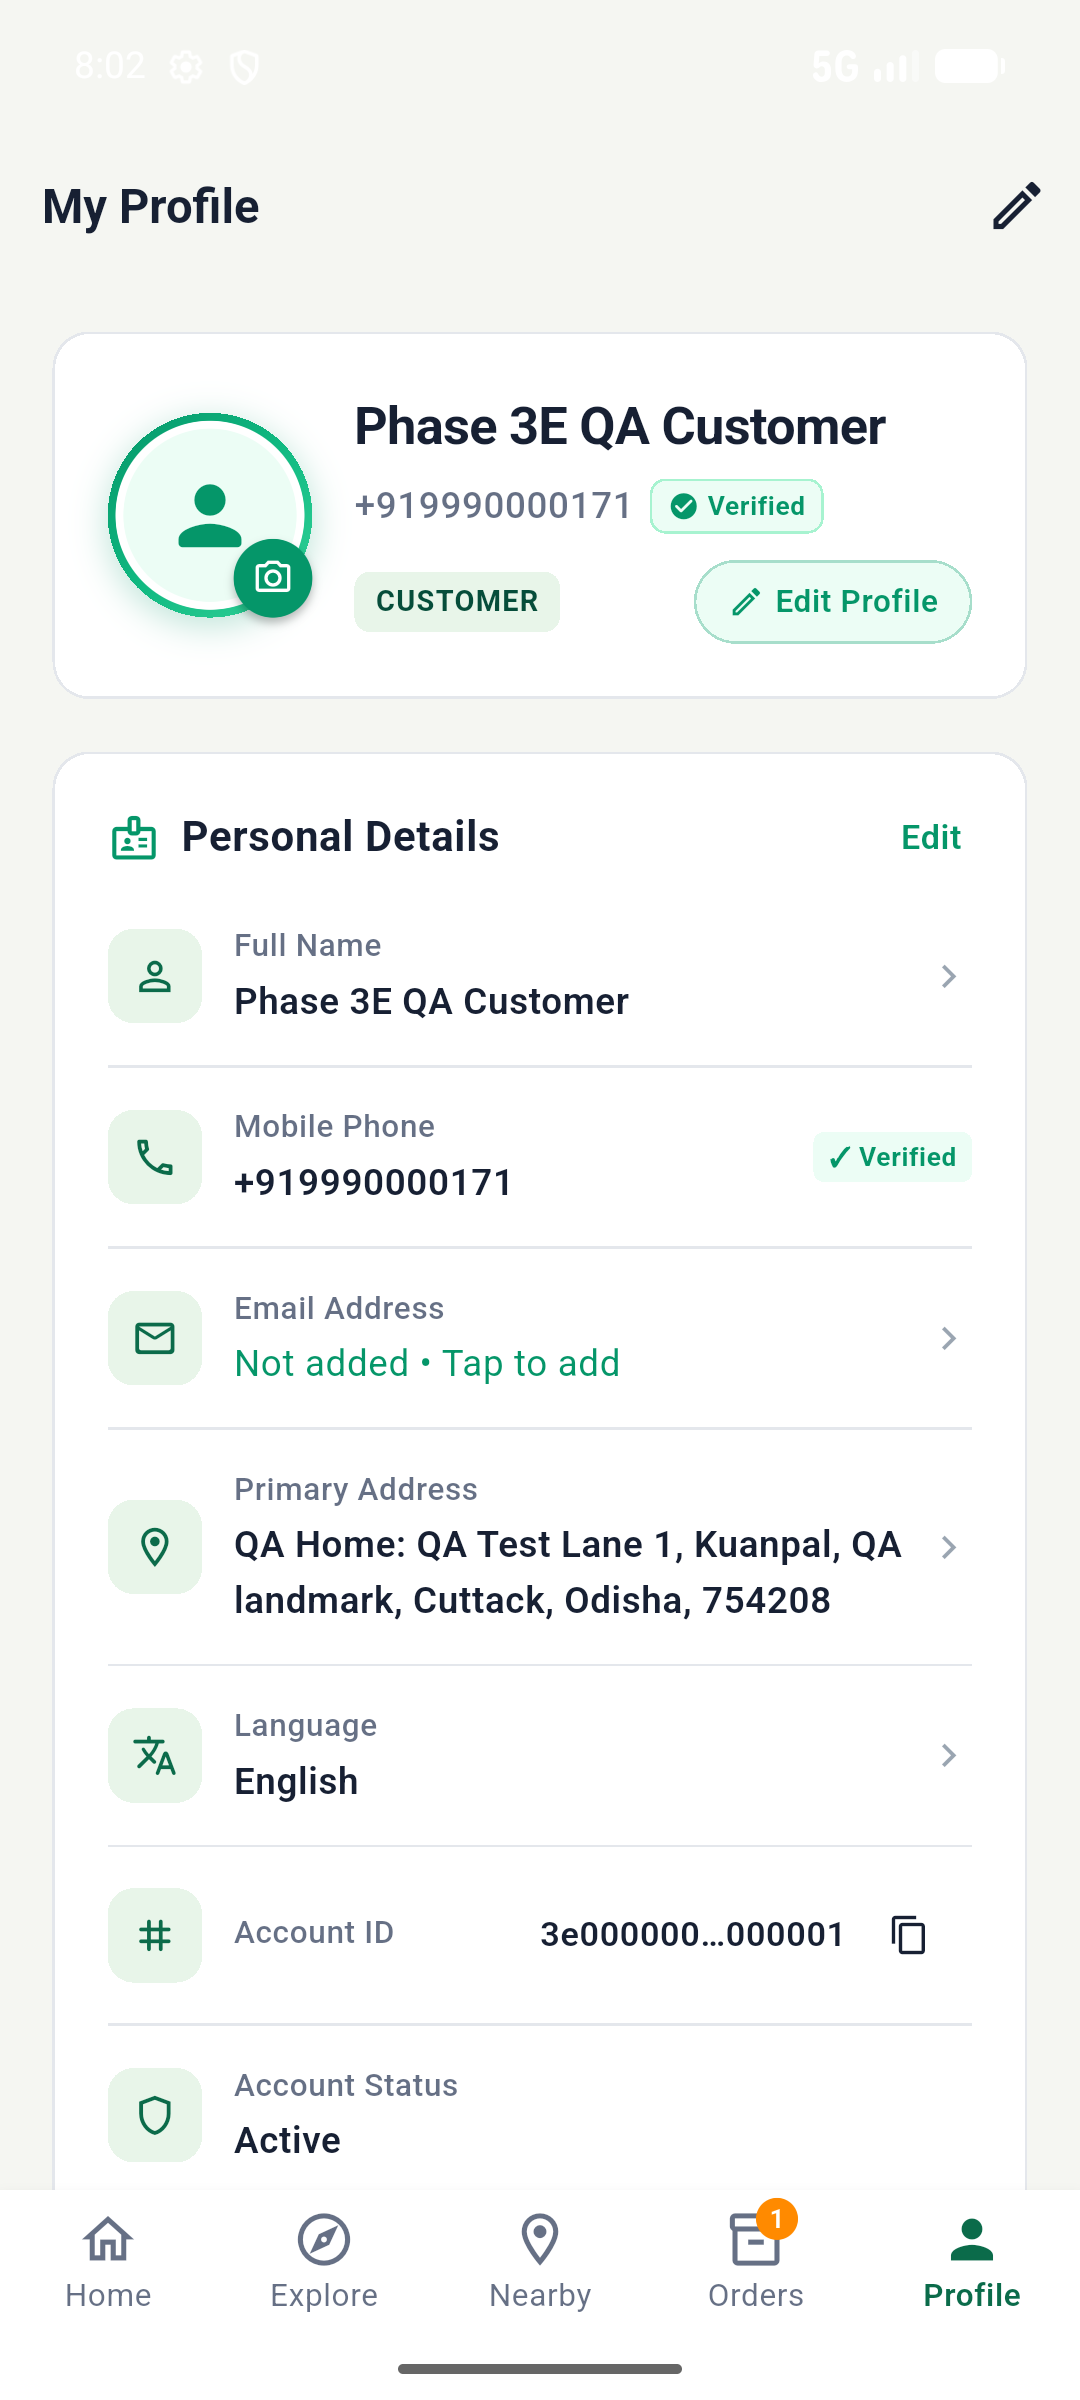 8:02
5G
My Profile
Phase 3E QA Customer
+919990000171
Verified
CUSTOMER
Edit Profile
Personal Details
Edit
Full Name
Phase 3E QA Customer
Mobile Phone
+919990000171
✓ Verified
Email Address
Not added • Tap to add
Primary Address
QA Home: QA Test Lane 1, Kuanpal, QA
landmark, Cuttack, Odisha, 754208
Language
English
Account ID
3e000000…000001
Account Status
Active
1
Home
Explore
Nearby
Orders
Profile